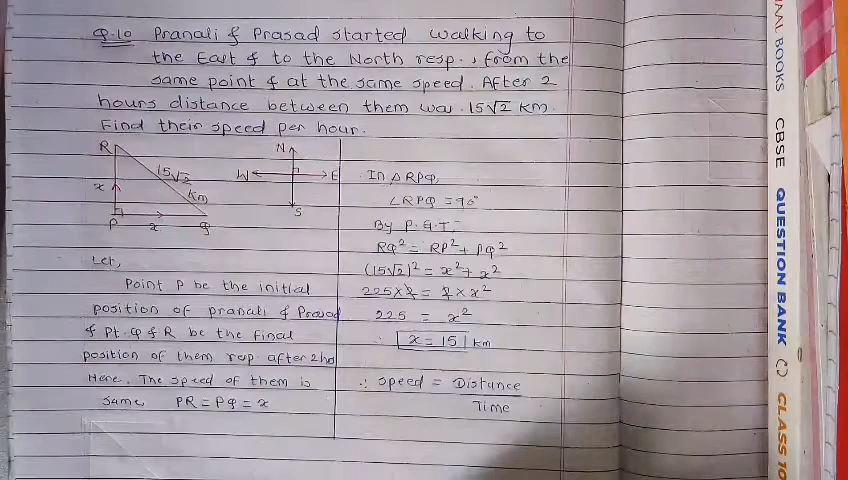 Q.10 Pranali & Prasad started walking to
the East & to the North resp., from the
same point & at the same speed. After 2
hours distance between them was 15√2 km.
Find their speed per hour.
R
15√2
km
x
P
x
Q
N
W
E
S
Let,
Point P be the initial
position of pranali & Prasad
& Pt. Q & R be the final
position of them resp. after 2ho
Here, The speed of them is
same PR = PQ = x
In △RPQ,
∠RPQ = 90°
By P.G.T,
RQ² = RP² + PQ²
(15√2)² = x² + x²
225 × 2 = 2 × x²
225 = x²
∴ x = 15 km
∴ speed = Distance
Time
NAAL BOOKS CBSE QUESTION BANK CLASS 10